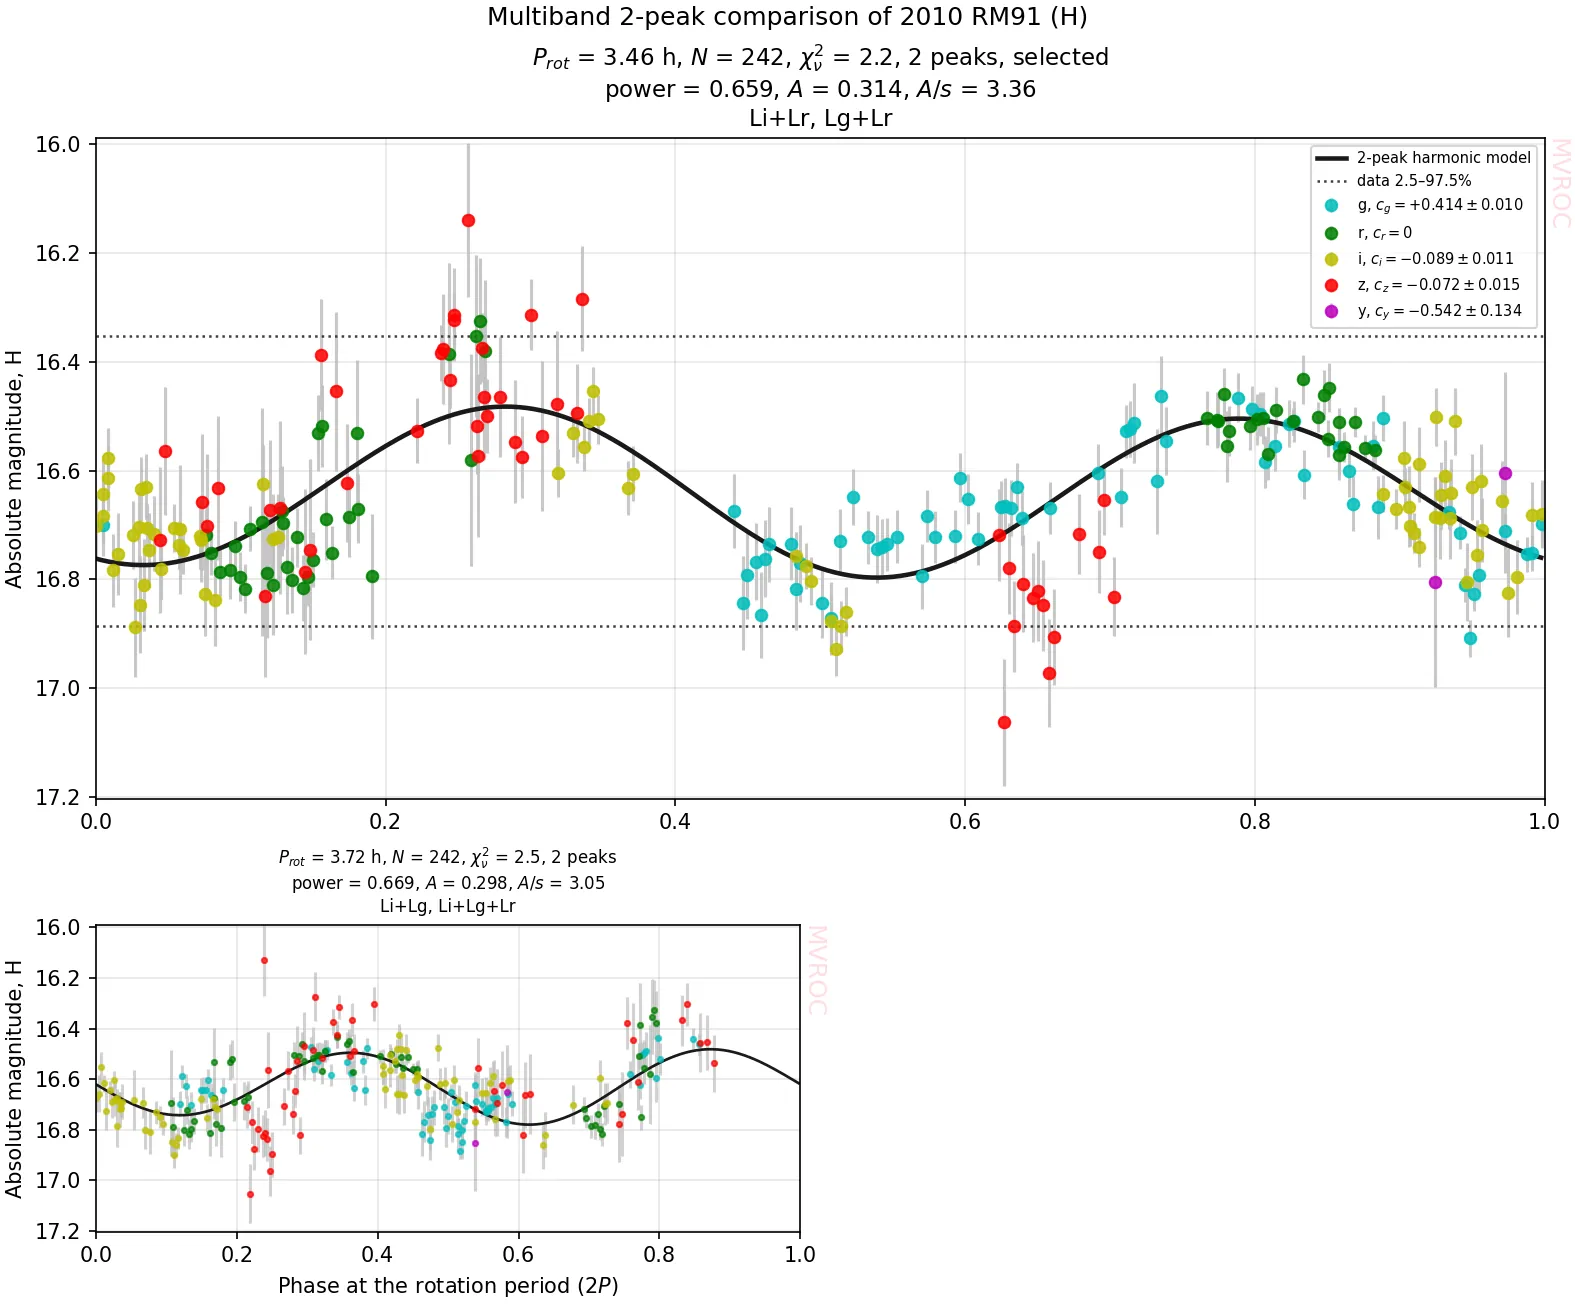 Multiband 2-peak comparison of 2010 RM91 (H)
P_rot = 3.46 h, N = 242, χ²_ν = 2.2, 2 peaks, selected
power = 0.659, A = 0.314, A/s = 3.36
Li+Lr, Lg+Lr
Absolute magnitude, H
16.0
16.2
16.4
16.6
16.8
17.0
17.2
0.0
0.2
0.4
0.6
0.8
1.0
2-peak harmonic model
data 2.5–97.5%
g, c_g = +0.414 ± 0.010
r, c_r = 0
i, c_i = −0.089 ± 0.011
z, c_z = −0.072 ± 0.015
y, c_y = −0.542 ± 0.134
MVROC
P_rot = 3.72 h, N = 242, χ²_ν = 2.5, 2 peaks
power = 0.669, A = 0.298, A/s = 3.05
Li+Lg, Li+Lg+Lr
Absolute magnitude, H
16.0
16.2
16.4
16.6
16.8
17.0
17.2
0.0
0.2
0.4
0.6
0.8
1.0
Phase at the rotation period (2P)
MVROC